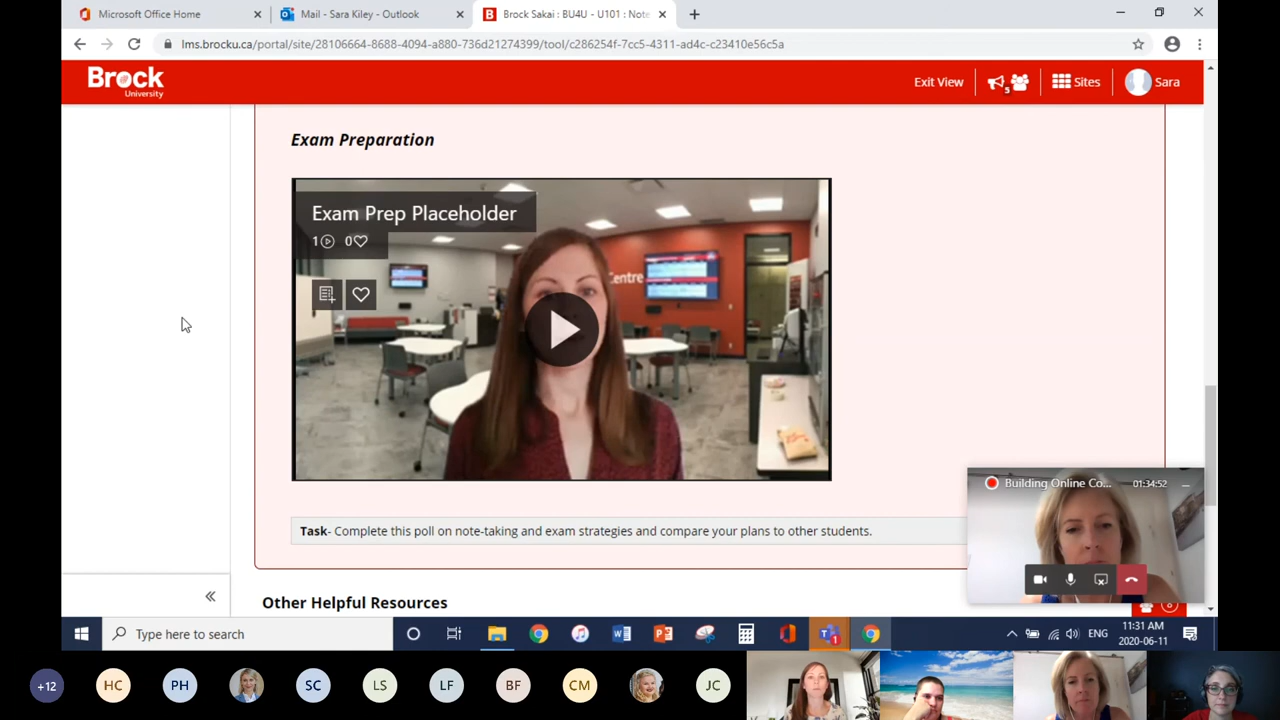 Microsoft Office Home
Mail - Sara Kiley - Outlook
Brock Sakai : BU4U - U101 : Note
lms.brocku.ca/portal/site/28106664-8688-4094-a880-736d21274399/tool/c286254f-7cc5-4311-ad4c-c23410e56c5a
Brock
University
Exit View
5
Sites
Sara
Exam Preparation
Exam Prep Placeholder
1 0
Centre
Building Online Co...
01:34:52
Task- Complete this poll on note-taking and exam strategies and compare your plans to other students.
Other Helpful Resources
Type here to search
1
ENG
11:31 AM
2020-06-11
+12
HC
PH
SC
LS
LF
BF
CM
JC